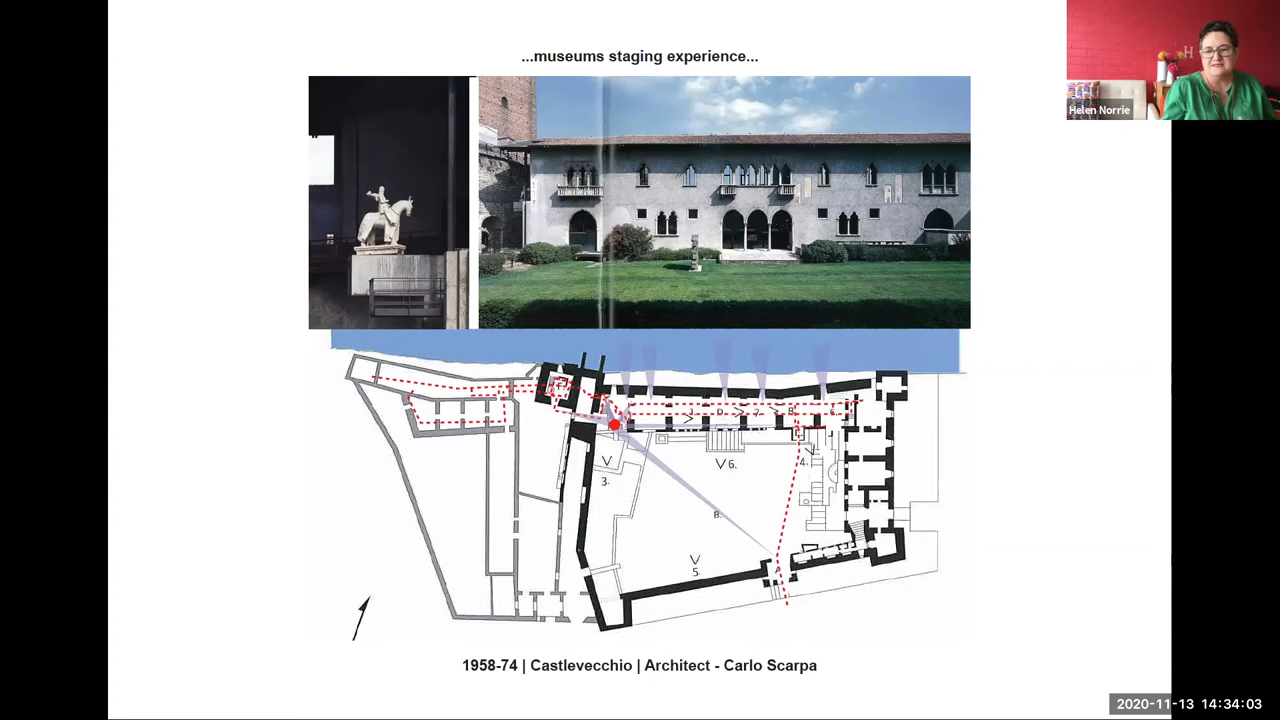 ...museums staging experience...
Helen Norrie
H
3.
6.
4.
B.
5.
1958-74 | Castlevecchio | Architect - Carlo Scarpa
2020-11-13 14:34:03